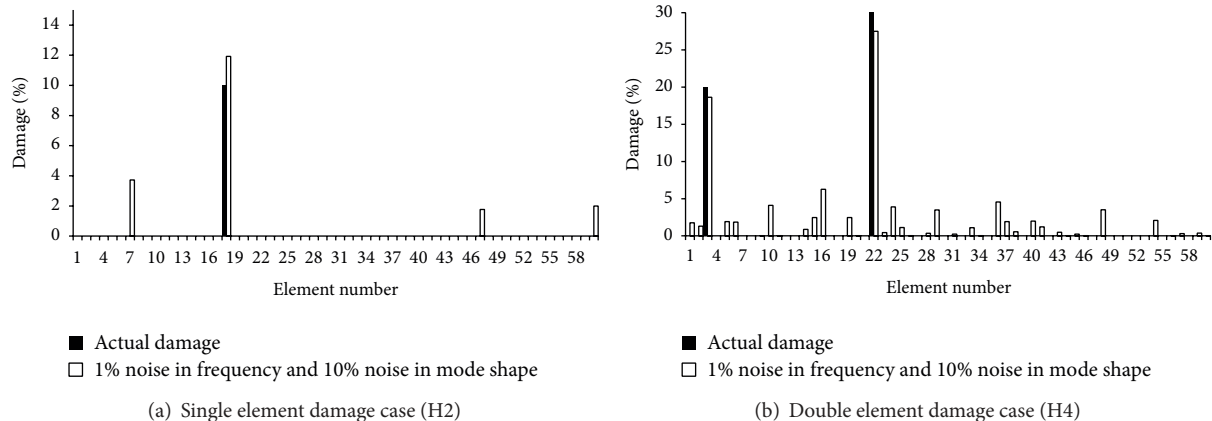 14
12
10
8
6
4
2
0
Damage (%)
1 4 7 10 13 16 19 22 25 28 31 34 37 40 43 46 49 52 55 58
Element number
Actual damage
1% noise in frequency and 10% noise in mode shape
(a) Single element damage case (H2)
30
25
20
15
10
5
0
Damage (%)
1 4 7 10 13 16 19 22 25 28 31 34 37 40 43 46 49 52 55 58
Element number
Actual damage
1% noise in frequency and 10% noise in mode shape
(b) Double element damage case (H4)